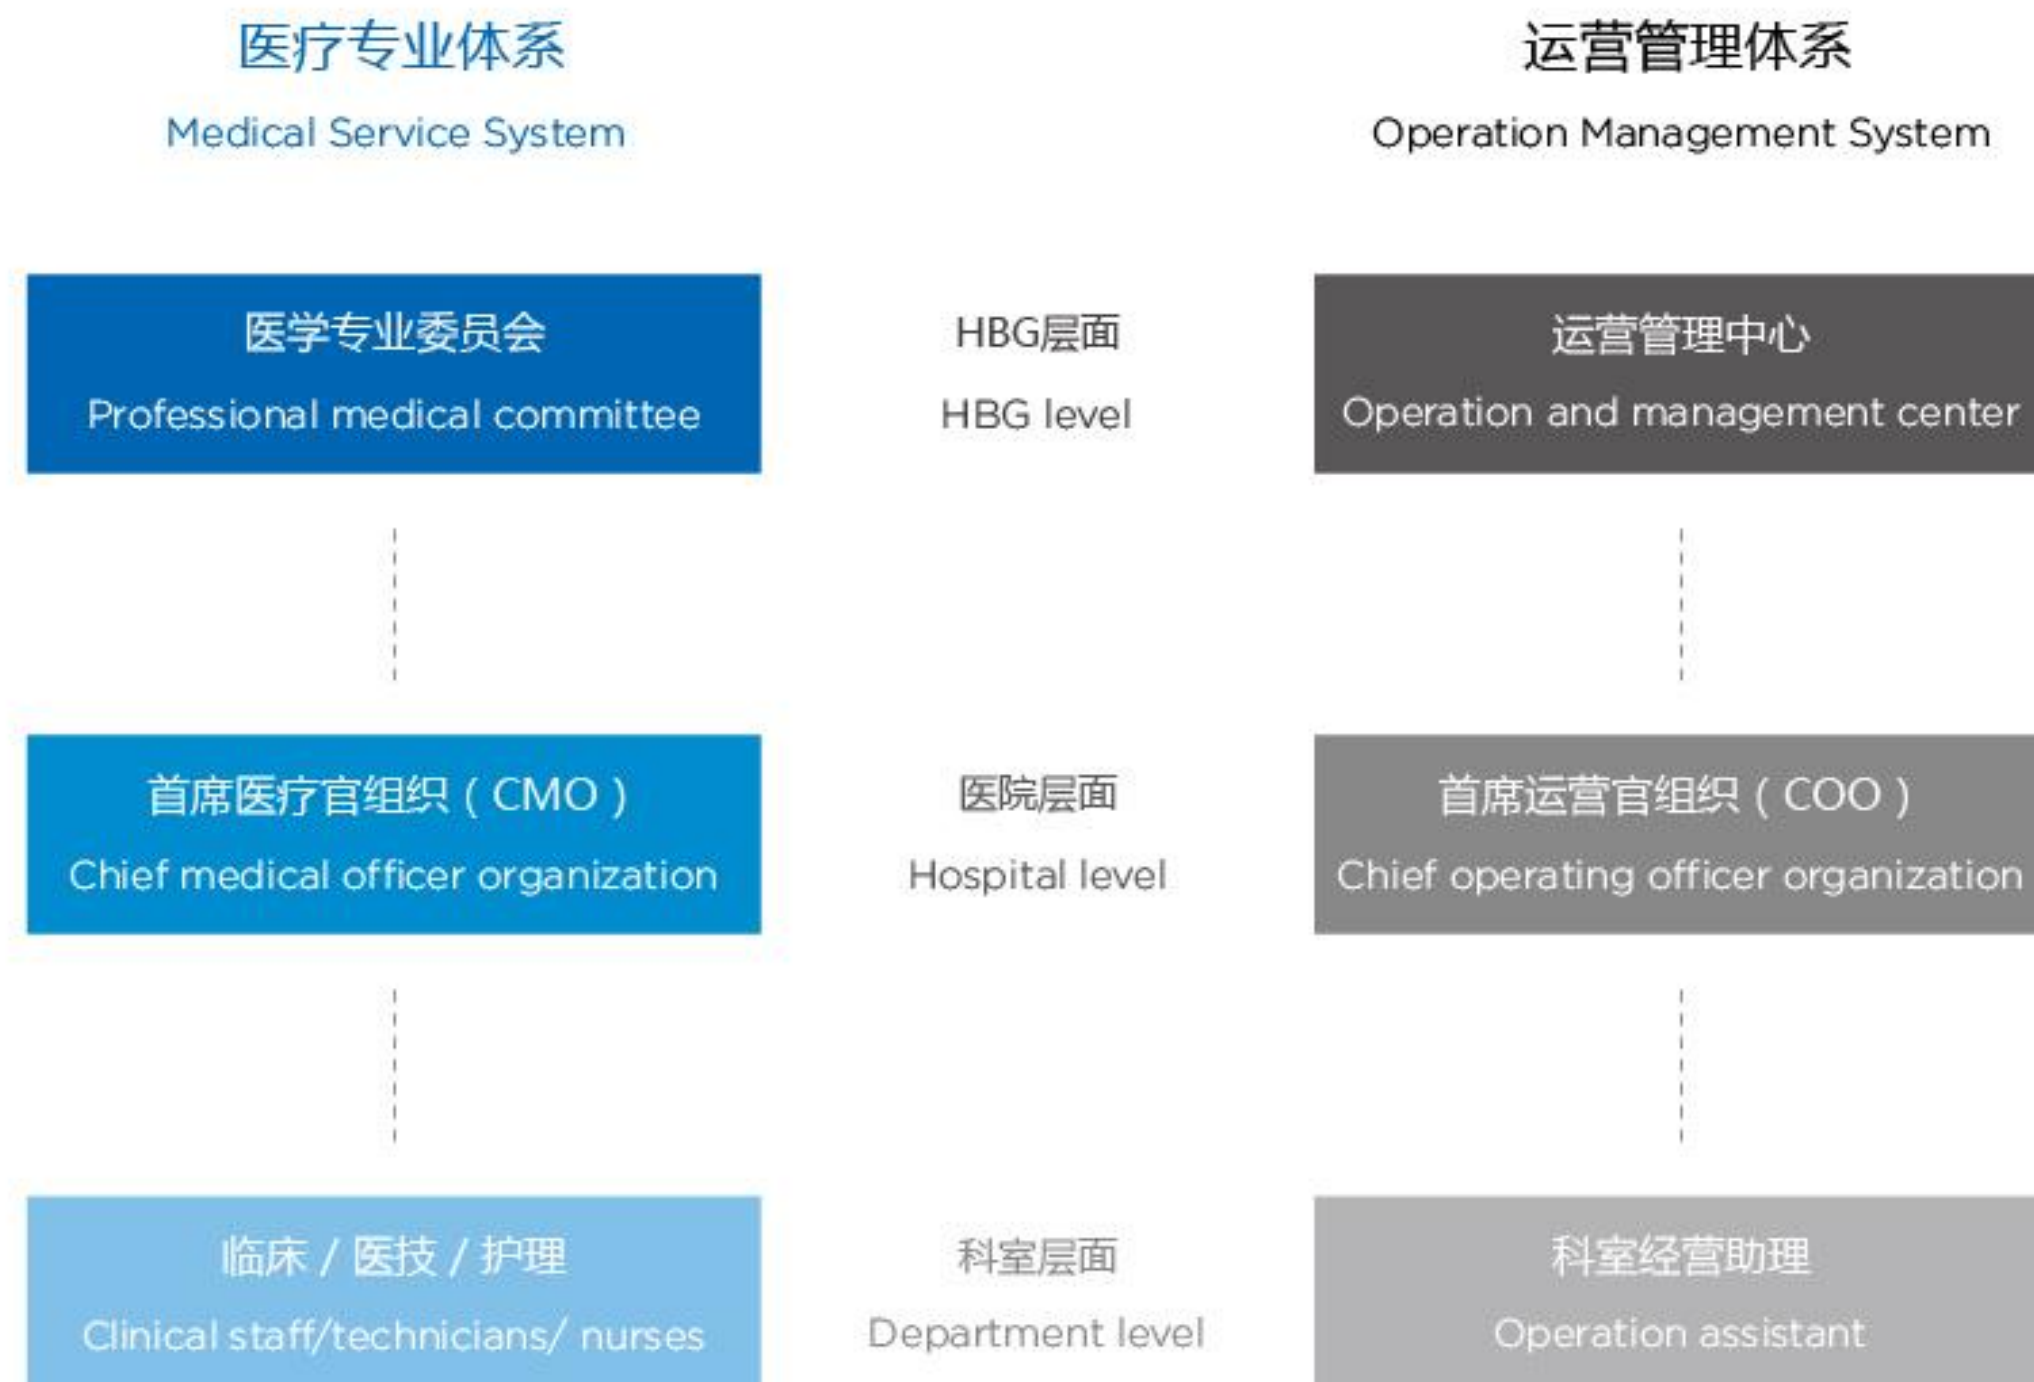 医疗专业体系
运营管理体系
Medical Service System
Operation Management System
医学专业委员会
HBG层面
运营管理中心
Professional medical committee
HBG level
Operation and management center
首席医疗官组织（CMO）
医院层面
首席运营官组织（COO）
Chief medical officer organization
Hospital level
Chief operating officer organization
临床 / 医技 / 护理
科室层面
科室经营助理
Clinical staff/technicians/ nurses
Department level
Operation assistant